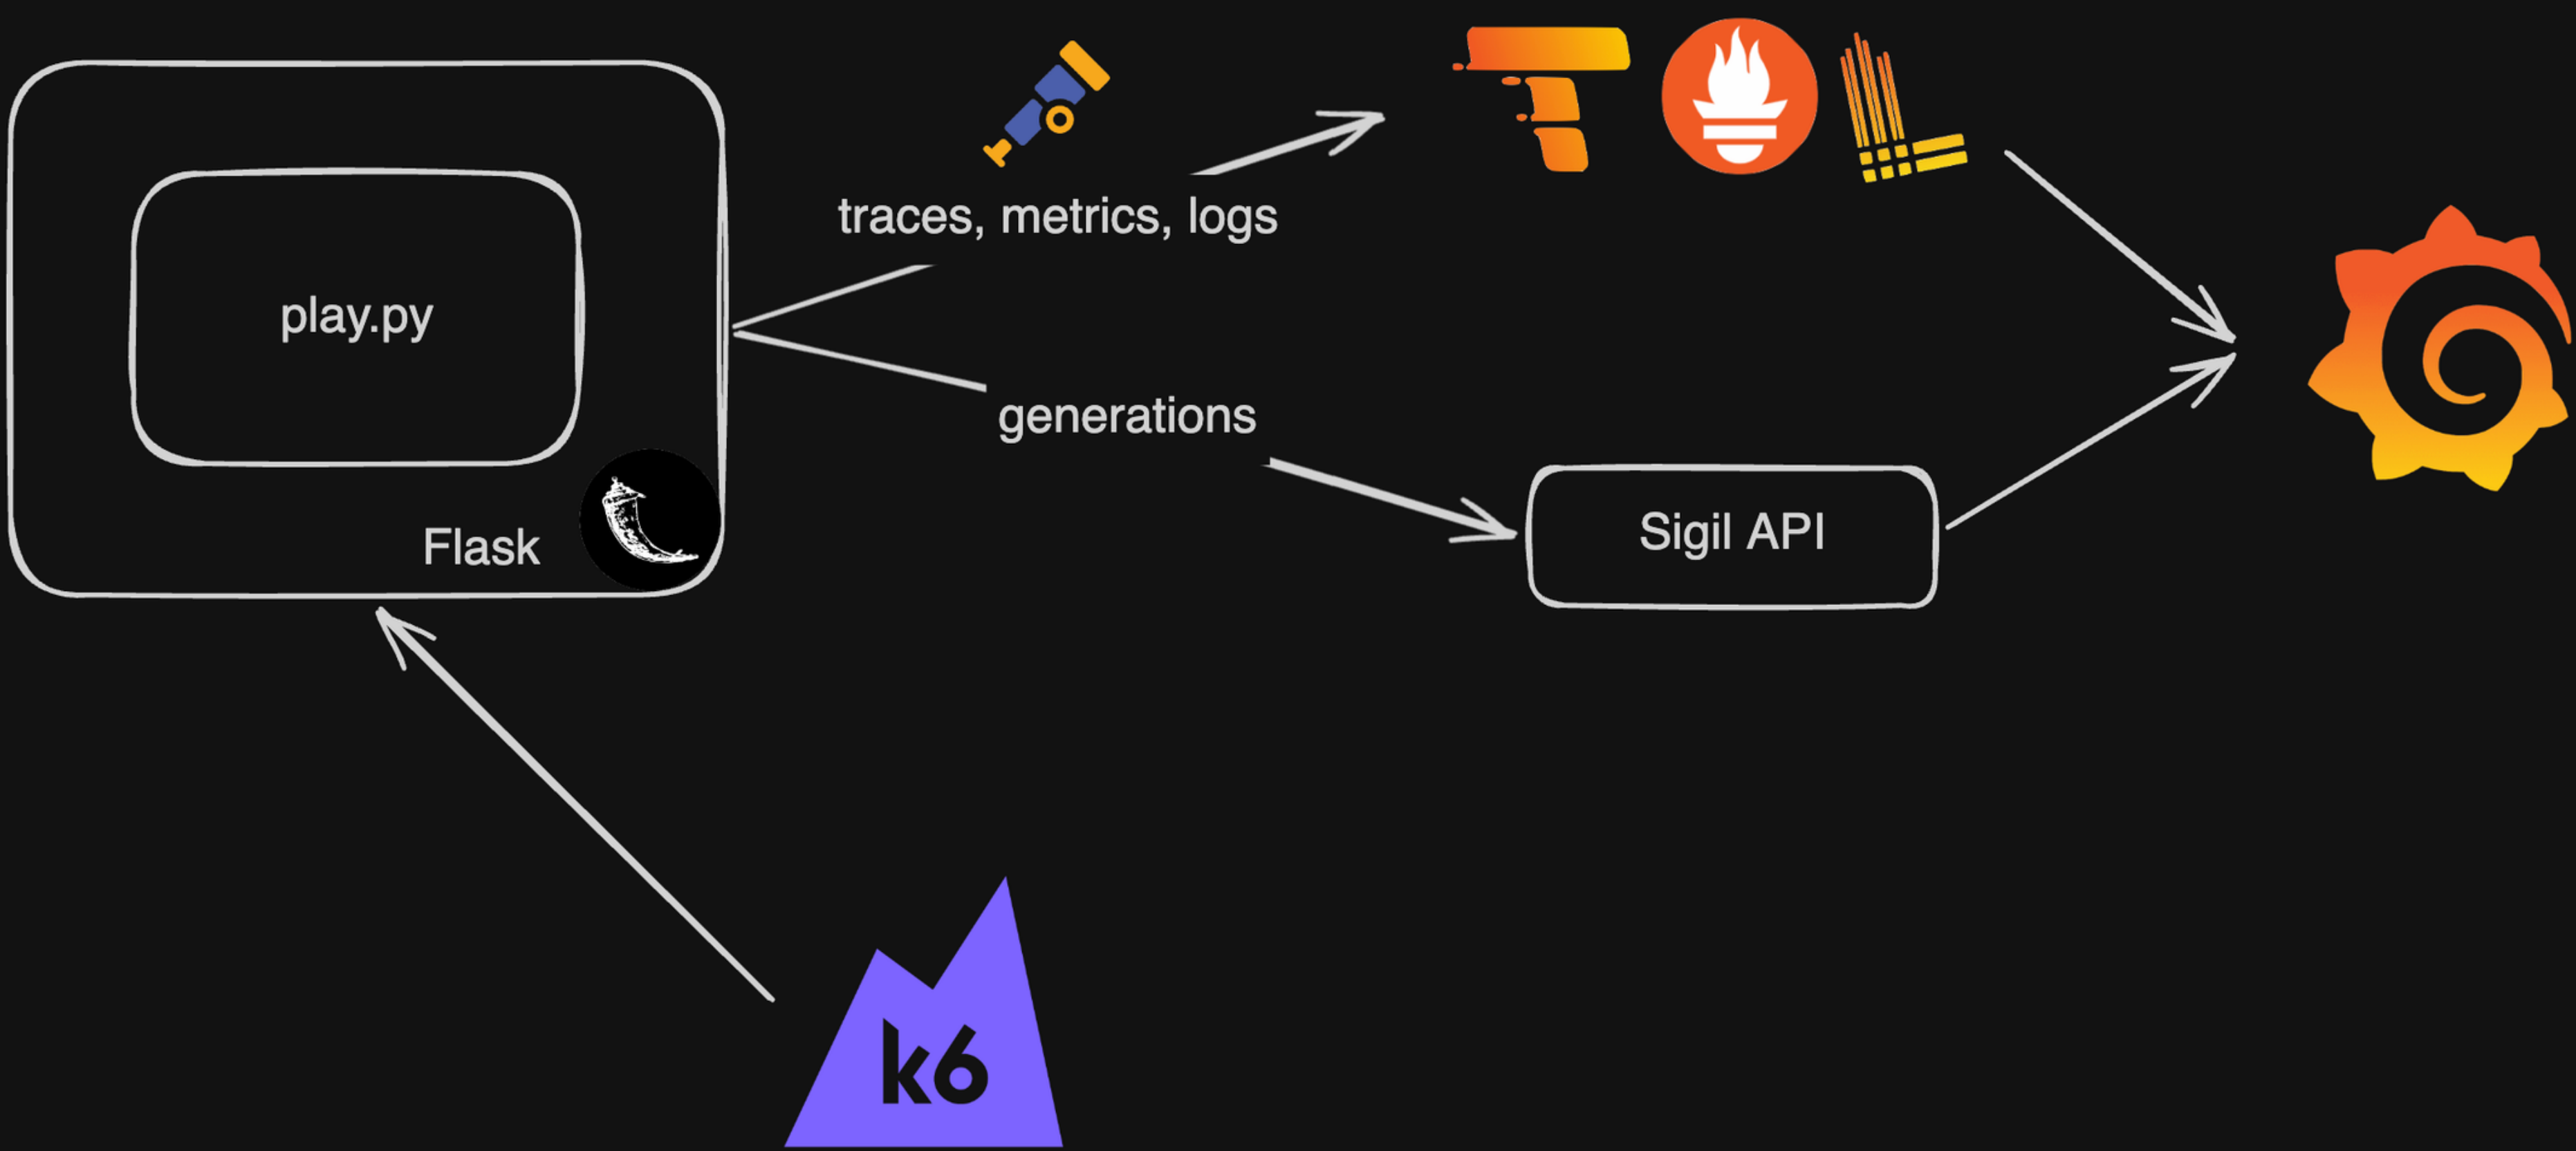 traces, metrics, logs
play.py
generations
Flask
Sigil API
k6